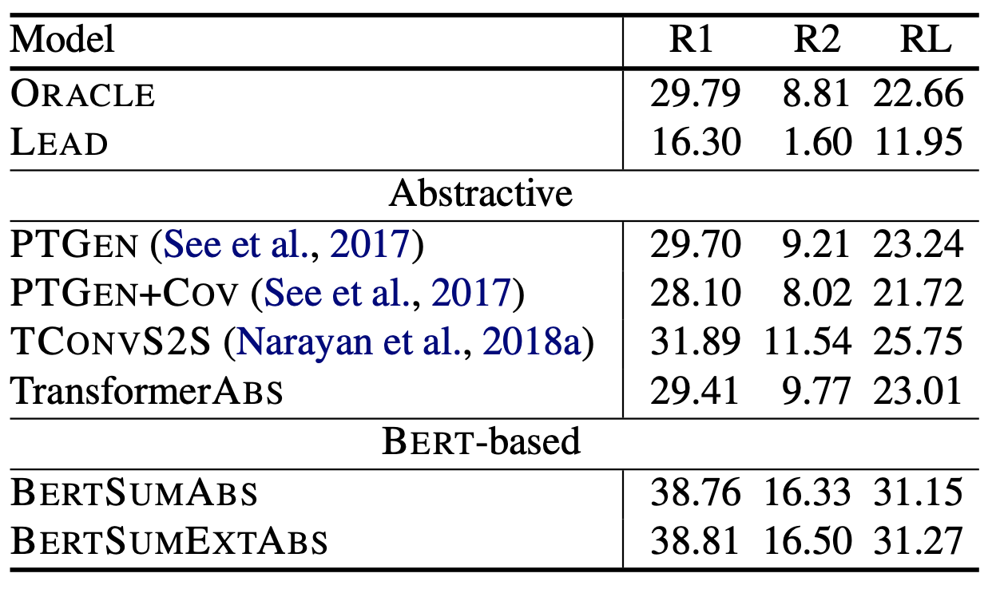 Model R1 R2 RL
ORACLE 29.79 8.81 22.66
LEAD 16.30 1.60 11.95
Abstractive
PTGEN (See et al., 2017) 29.70 9.21 23.24
PTGEN+COV (See et al., 2017) 28.10 8.02 21.72
TCONVS2S (Narayan et al., 2018a) 31.89 11.54 25.75
TransformerABS 29.41 9.77 23.01
BERT-based
BERTSUMABS 38.76 16.33 31.15
BERTSUMEXTABS 38.81 16.50 31.27